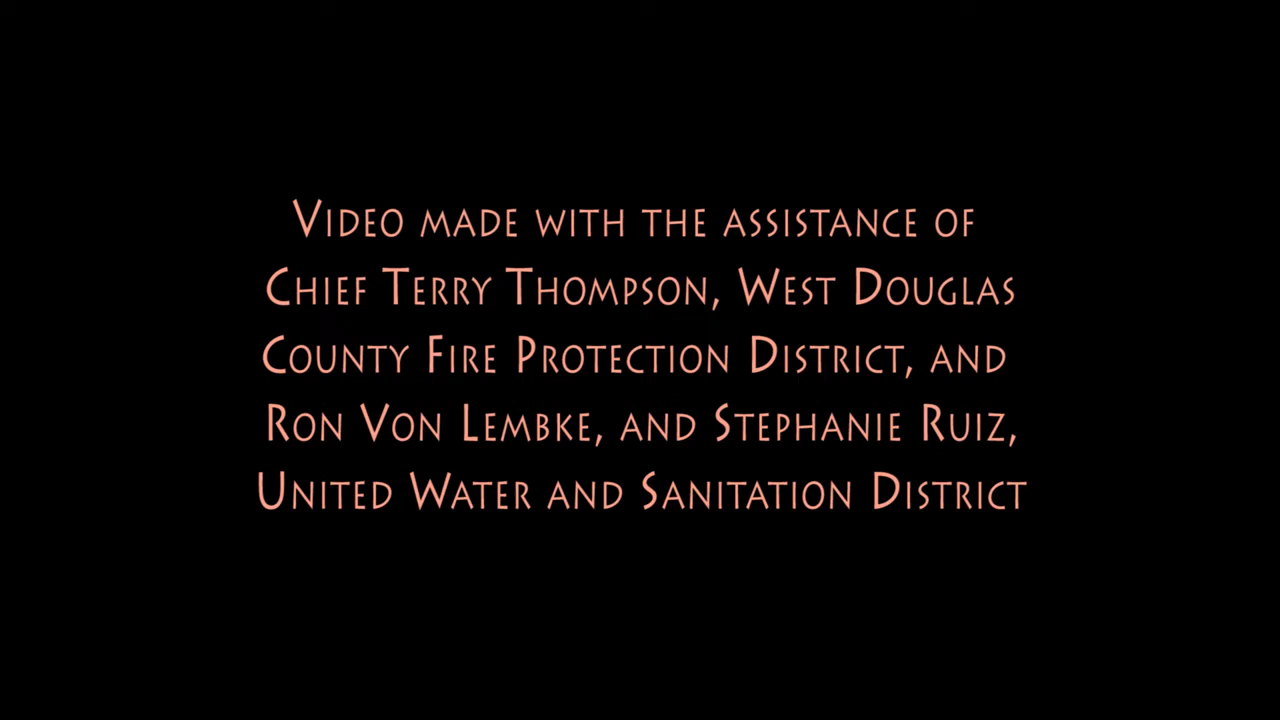 Video made with the assistance of
Chief Terry Thompson, West Douglas
County Fire Protection District, and
Ron Von Lembke, and Stephanie Ruiz,
United Water and Sanitation District